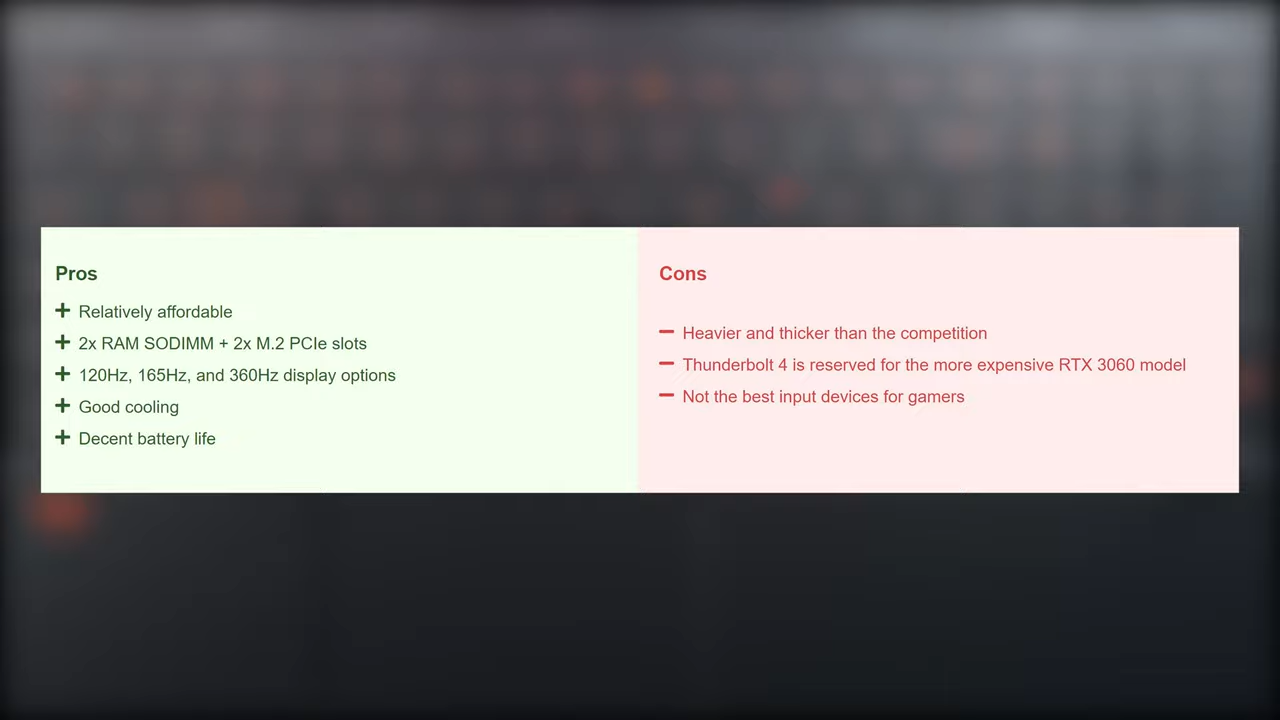 Pros
Relatively affordable
2x RAM SODIMM + 2x M.2 PCIe slots
120Hz, 165Hz, and 360Hz display options
Good cooling
Decent battery life
Cons
Heavier and thicker than the competition
Thunderbolt 4 is reserved for the more expensive RTX 3060 model
Not the best input devices for gamers